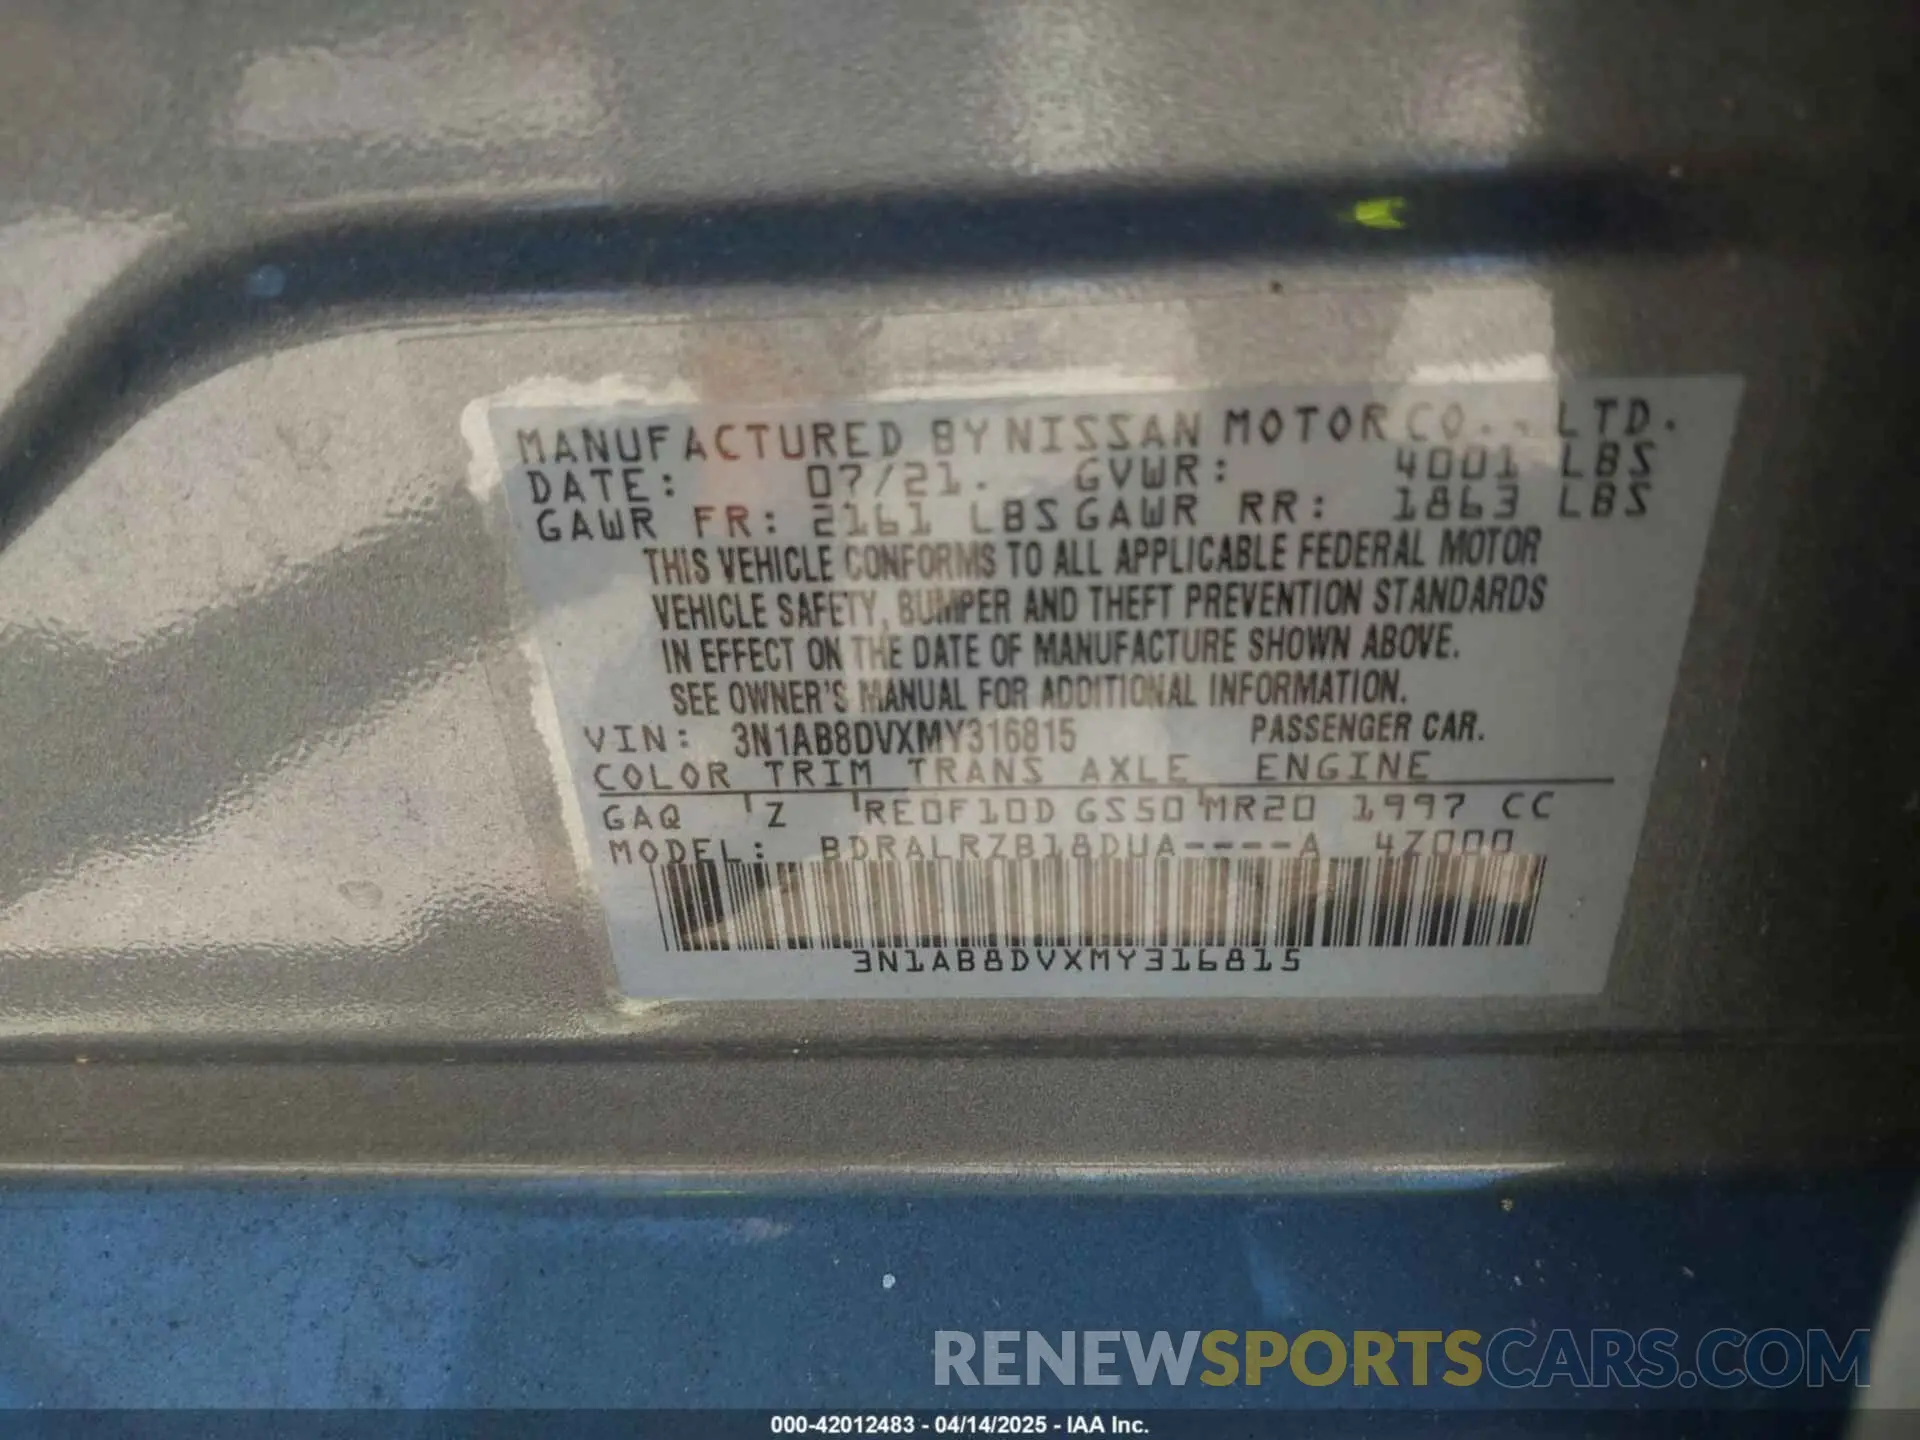 MANUFACTURED BY NISSAN MOTOR CO., LTD.
DATE: 07/21. GVWR: 4001 LBS
GAWR FR: 2161 LBS GAWR RR: 1863 LBS
THIS VEHICLE CONFORMS TO ALL APPLICABLE FEDERAL MOTOR
VEHICLE SAFETY, BUMPER AND THEFT PREVENTION STANDARDS
IN EFFECT ON THE DATE OF MANUFACTURE SHOWN ABOVE.
SEE OWNER'S MANUAL FOR ADDITIONAL INFORMATION.
VIN: 3N1AB8DVXMY316815 PASSENGER CAR.
COLOR TRIM TRANS AXLE ENGINE
GAQ Z RE0F10D GS50 MR20 1997 CC
MODEL: BDRALRZB18DUA----A 4Z000
3N1AB8DVXMY316815
RENEWSPORTSCARS.COM
000-42012483 - 04/14/2025 - IAA Inc.